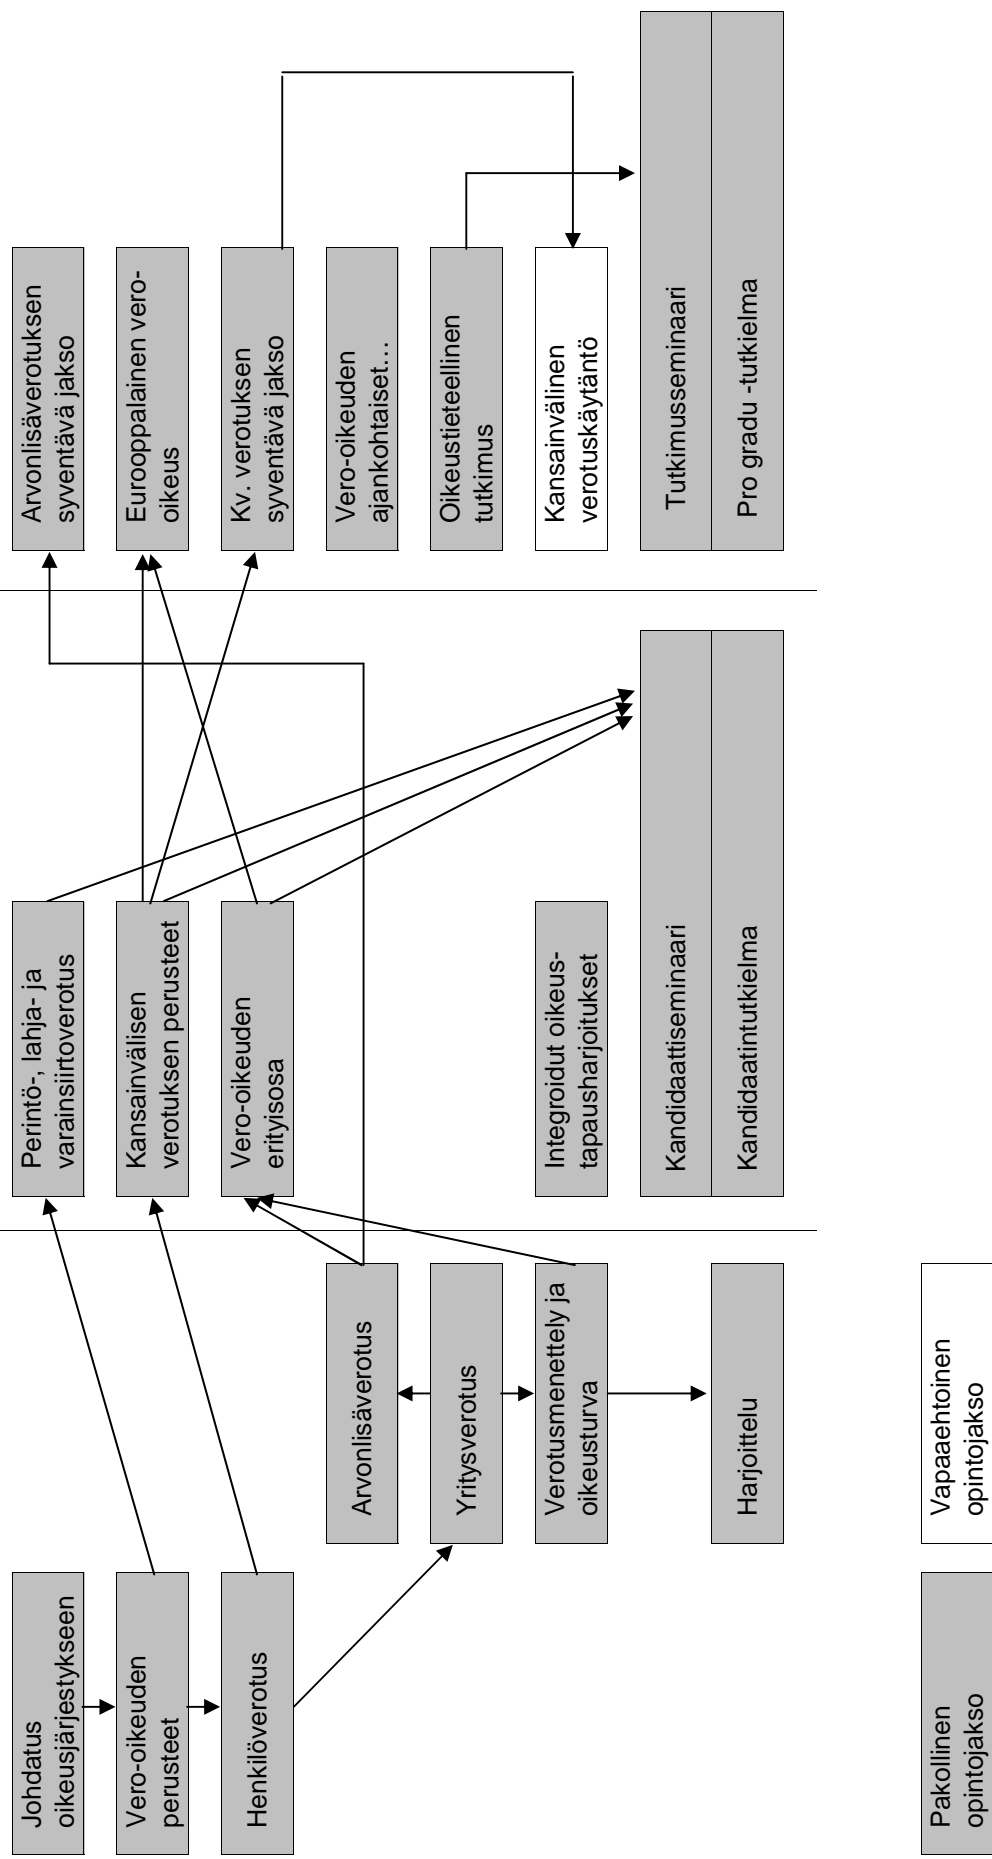 Johdatus
oikeusjärjestykseen
Vero-oikeuden
perusteet
Henkilöverotus
Arvonlisäverotus
Yritysverotus
Verotusmenettely ja
oikeusturva
Harjoittelu
Perintö-, lahja- ja
varainsiirtoverotus
Kansainvälisen
verotuksen perusteet
Vero-oikeuden
erityisosa
Integroidut oikeus-
tapausharjoitukset
Kandidaattiseminaari
Kandidaatintutkielma
Arvonlisäverotuksen
syventävä jakso
Eurooppalainen vero-
oikeus
Kv. verotuksen
syventävä jakso
Vero-oikeuden
ajankohtaiset…
Oikeustieteellinen
tutkimus
Kansainvälinen
verotuskäytäntö
Tutkimusseminaari
Pro gradu -tutkielma
Pakollinen
opintojakso
Vapaaehtoinen
opintojakso